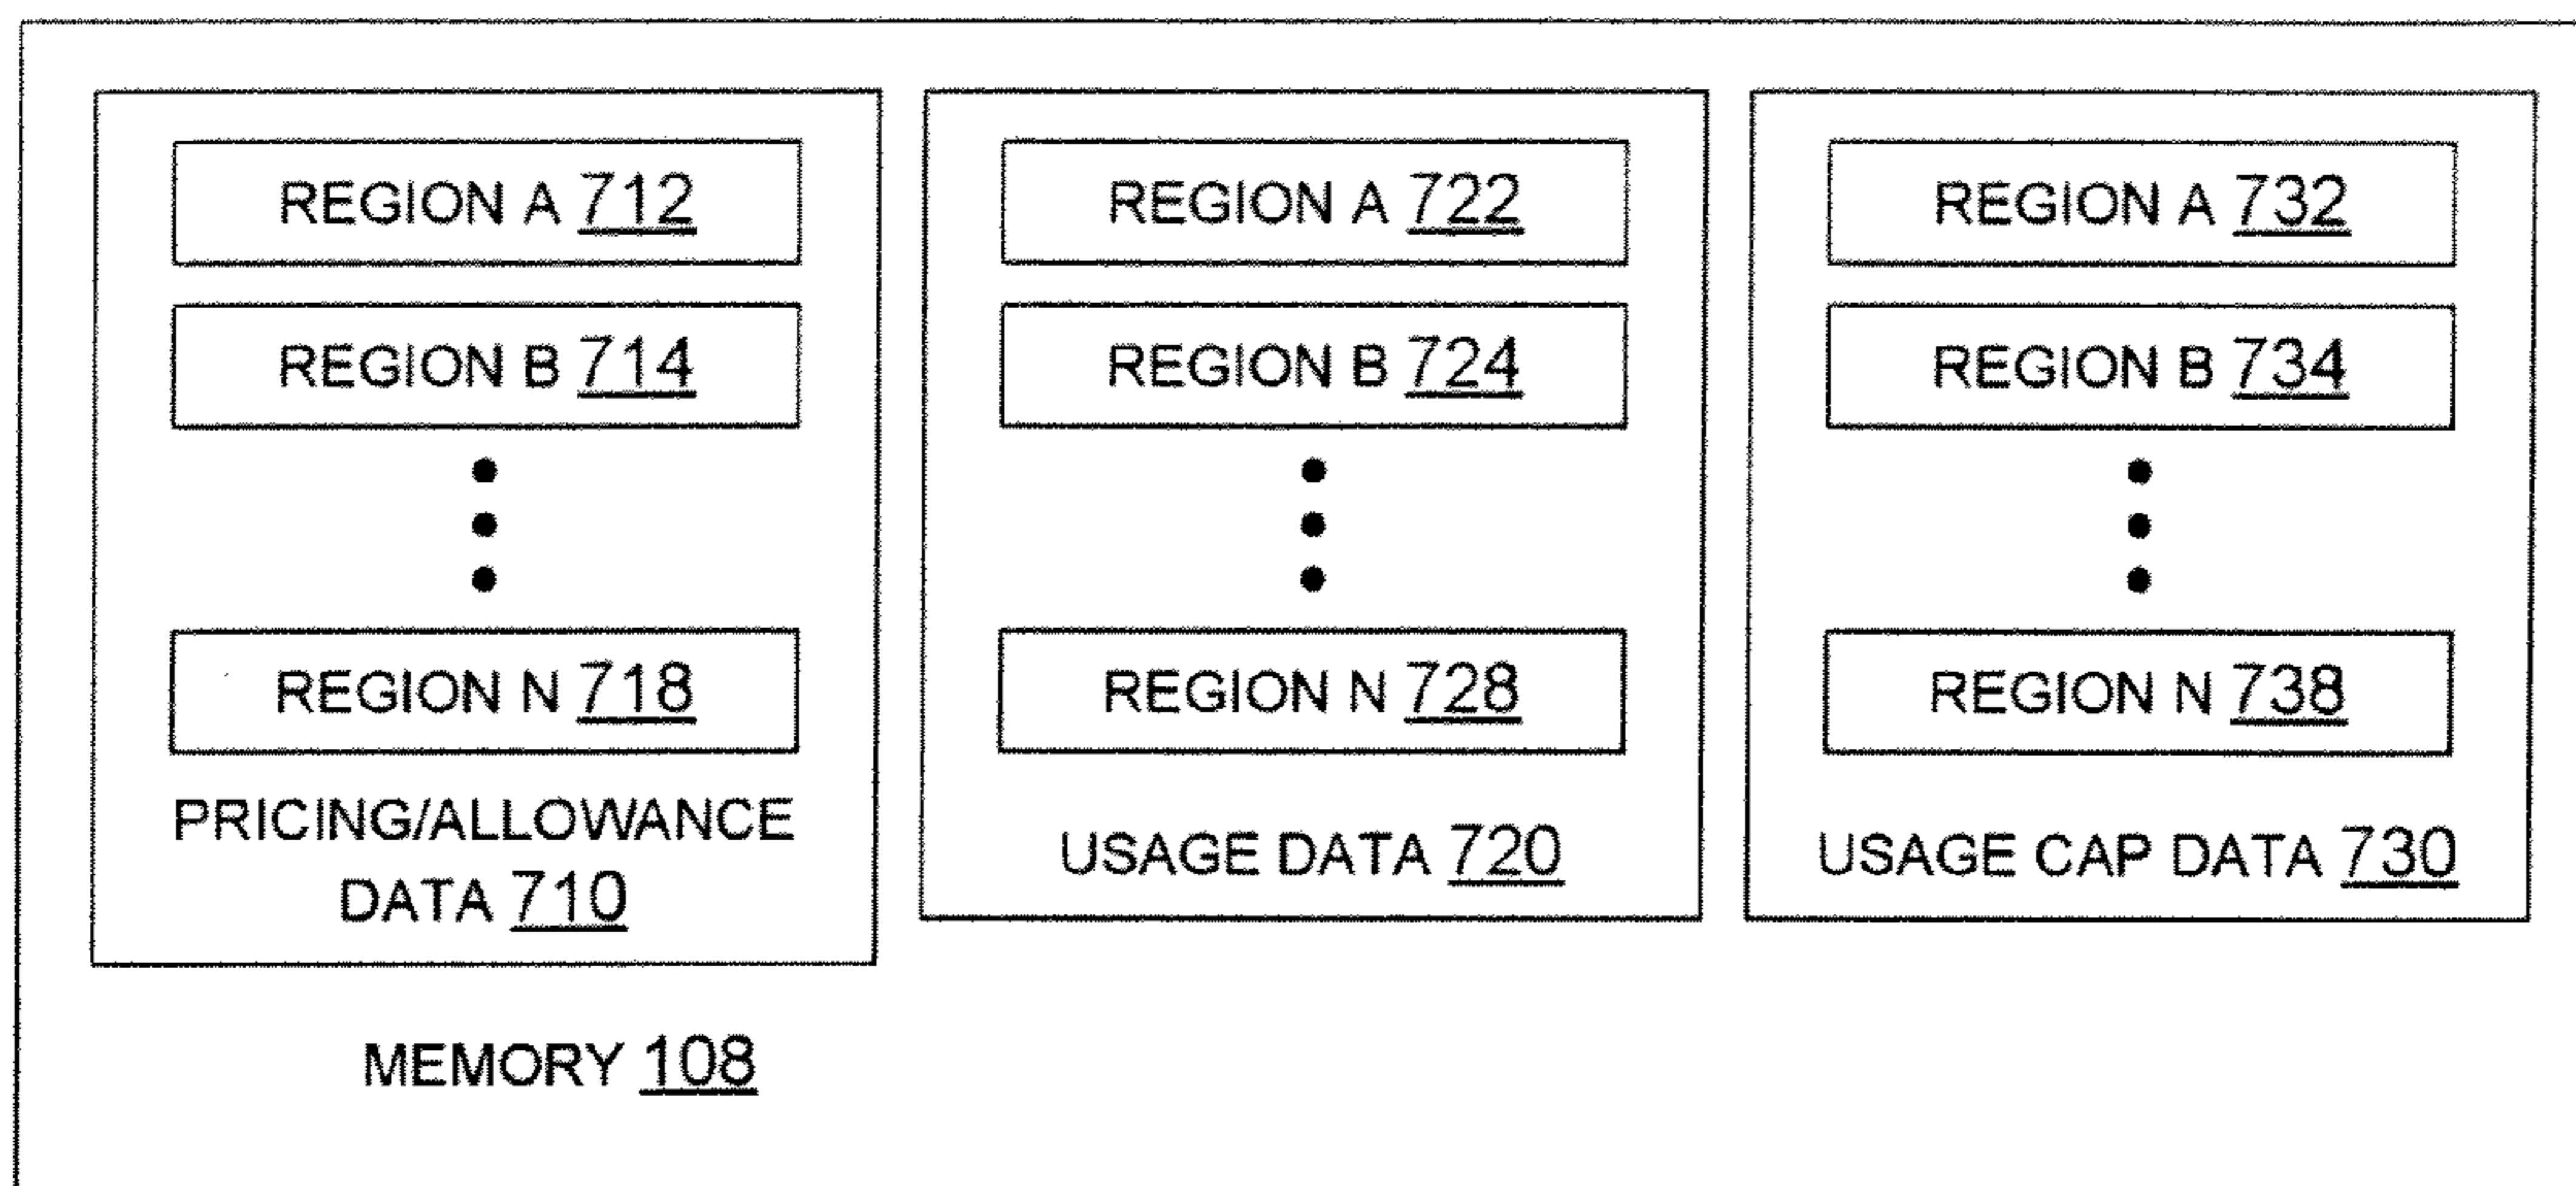 REGION A 712
REGION B 714
REGION N 718
PRICING/ALLOWANCE
DATA 710
REGION A 722
REGION B 724
REGION N 728
USAGE DATA 720
REGION A 732
REGION B 734
REGION N 738
USAGE CAP DATA 730
MEMORY 108